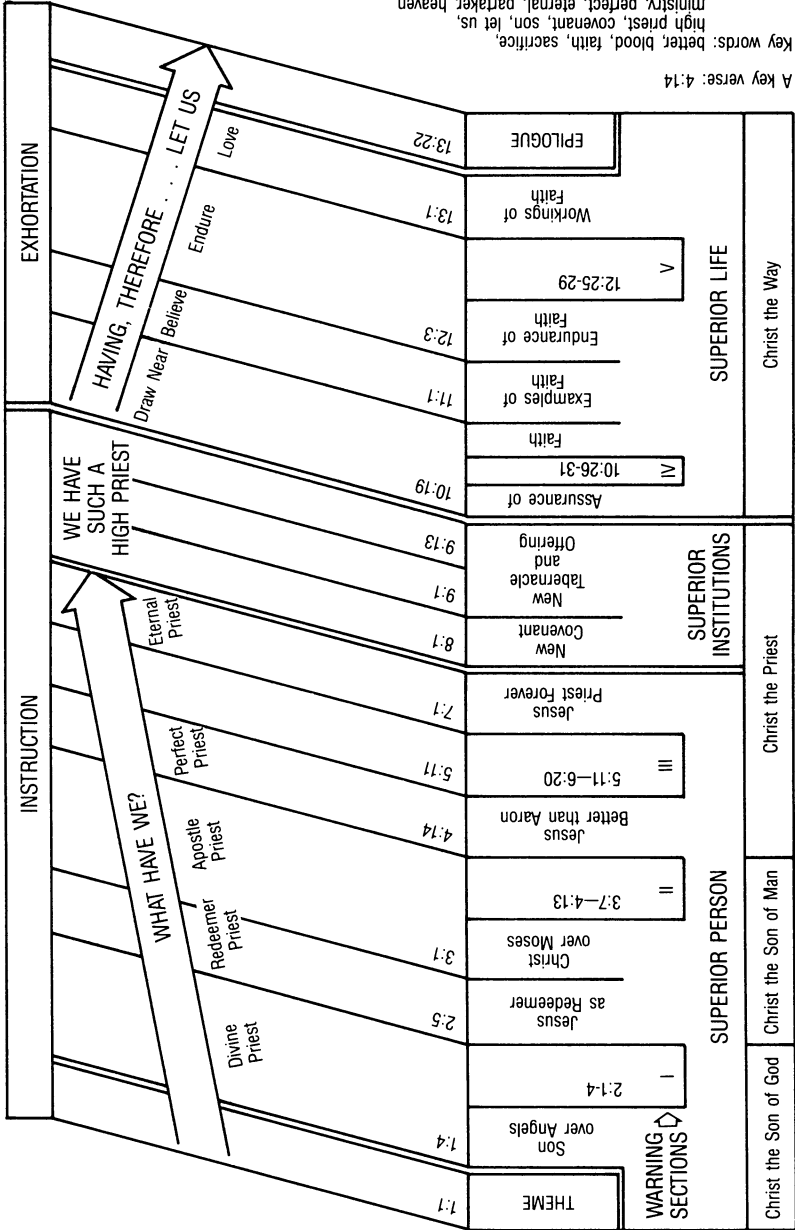 INSTRUCTION
EXHORTATION
WHAT HAVE WE?
WE HAVE
SUCH A
HIGH PRIEST
HAVING, THEREFORE . . . . LET US
Divine
Priest
Redeemer
Priest
Apostle
Priest
Perfect
Priest
Eternal
Priest
Draw Near
Believe
Endure
Love
1:1
1:4
2:5
3:1
4:14
5:11
7:1
8:1
9:1
9:13
10:19
11:1
12:3
13:1
13:22
THEME
Son
over Angels
2:1-4
I
Jesus
as Redeemer
Christ
over Moses
3:7—4:13
II
Jesus
Better than Aaron
5:11—6:20
III
Jesus
Priest Forever
New
Covenant
New
Tabernacle
and
Offering
Assurance of
10:26-31
IV
Faith
Examples of
Faith
Endurance of
Faith
12:25-29
V
Workings of
Faith
EPILOGUE
WARNING
SECTIONS
SUPERIOR PERSON
SUPERIOR
INSTITUTIONS
SUPERIOR LIFE
Christ the Son of God
Christ the Son of Man
Christ the Priest
Christ the Way
A key verse: 4:14
Key words: better, blood, faith, sacrifice,
high priest, covenant, son, let us,
ministry, perfect, eternal, partaker, heaven